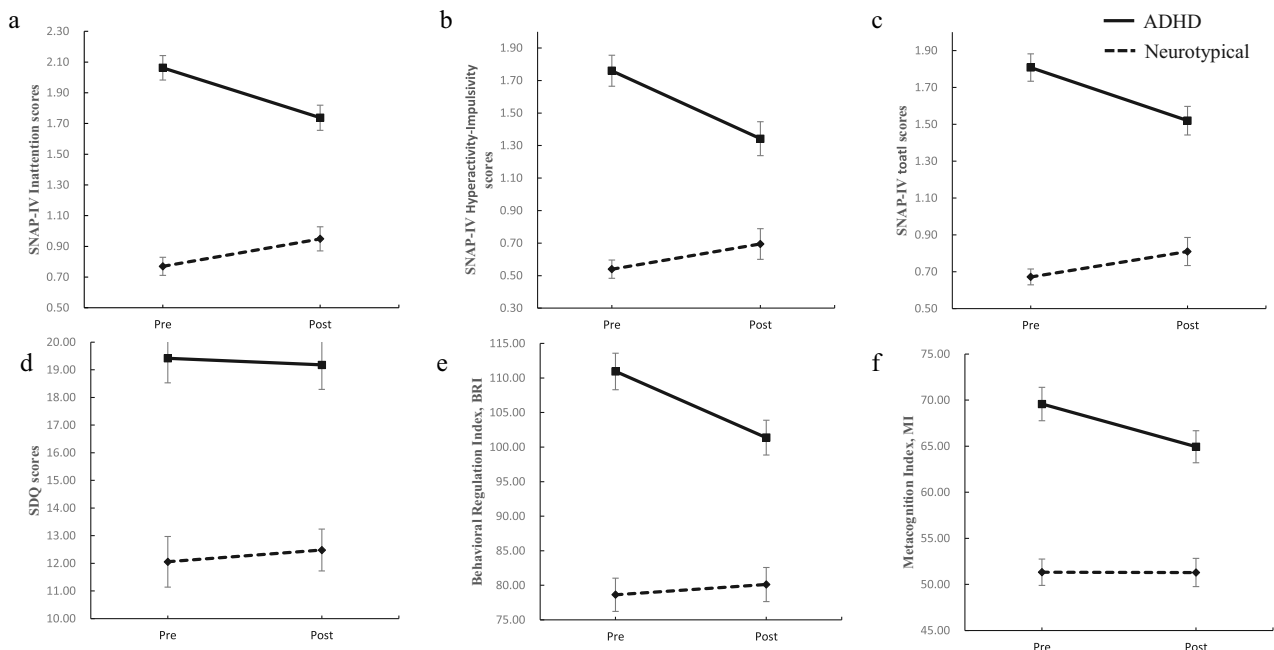 a
2.30
2.10
1.90
1.70
1.50
1.30
1.10
0.90
0.70
0.50
SNAP-IV Inattention scores
Pre
Post
b
1.90
1.70
1.50
1.30
1.10
0.90
0.70
0.50
0.30
SNAP-IV Hyperactivity-Impulsivity
scores
Pre
Post
c
1.90
1.70
1.50
1.30
1.10
0.90
0.70
0.50
SNAP-IV toatl scores
Pre
Post
ADHD
Neurotypical
d
20.00
19.00
18.00
17.00
16.00
15.00
14.00
13.00
12.00
11.00
10.00
SDQ scores
Pre
Post
e
115.00
110.00
105.00
100.00
95.00
90.00
85.00
80.00
75.00
Behavioral Regulation Index, BRI
Pre
Post
f
75.00
70.00
65.00
60.00
55.00
50.00
45.00
Metacognition Index, MI
Pre
Post